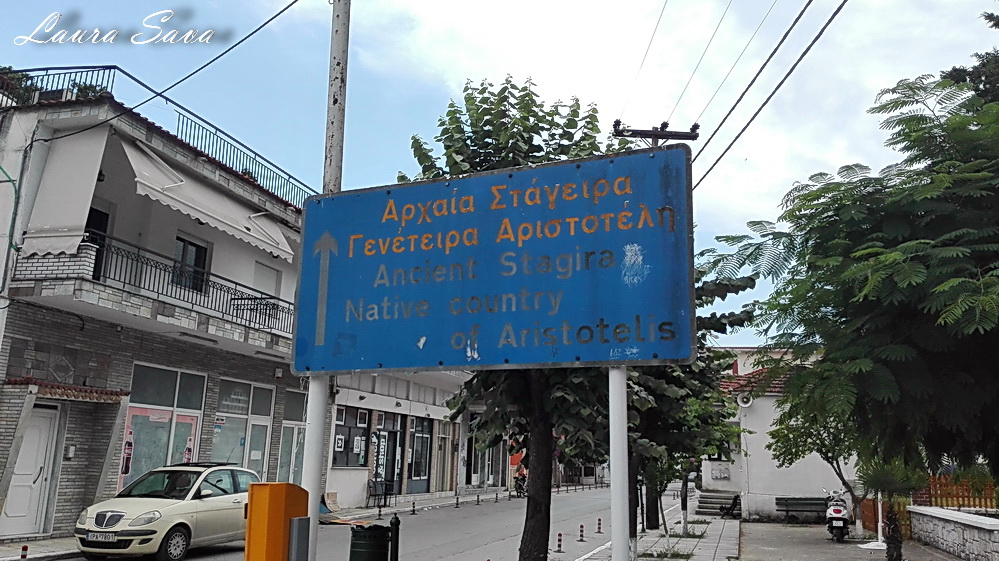 Laura Sava
Αρχαία Στάγειρα
Γενέτειρα Αριστοτέλη
Ancient Stagira
Native country
of Aristotelis